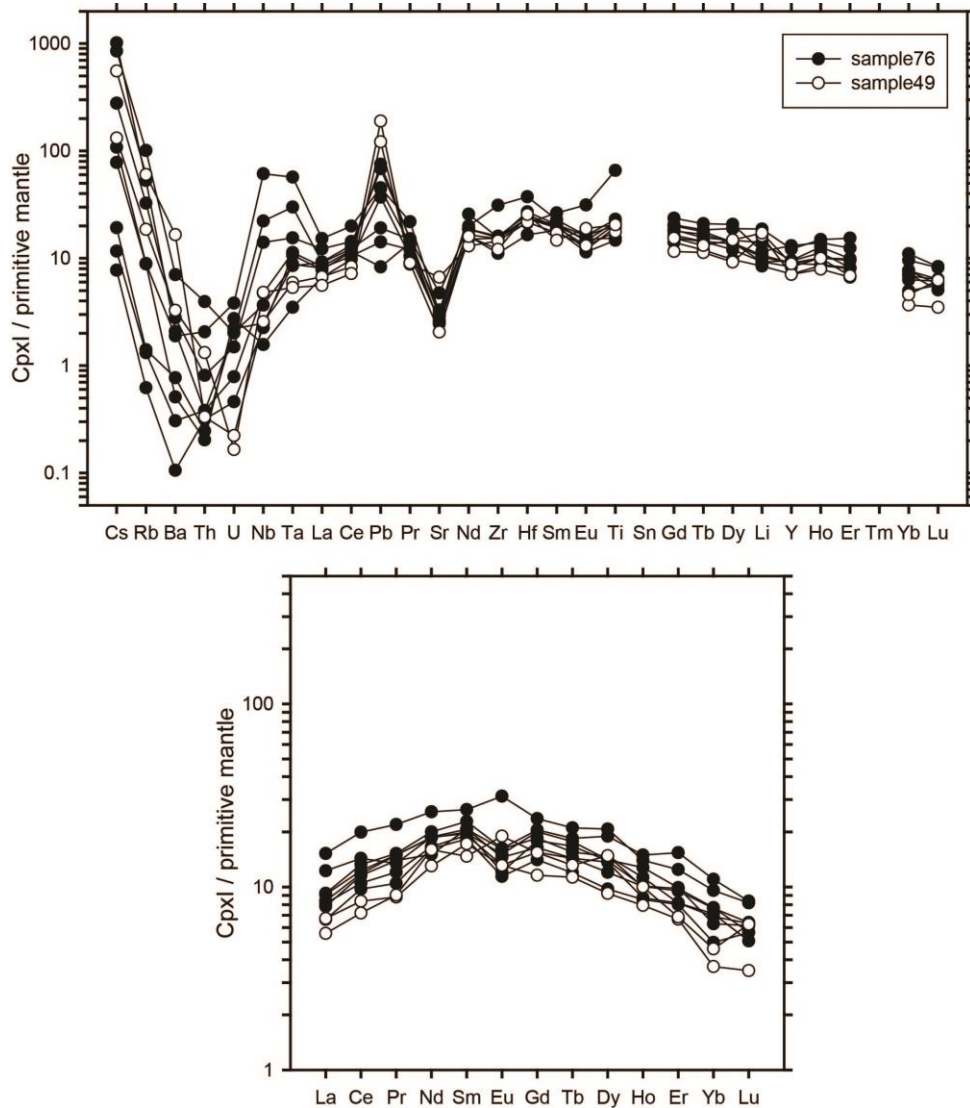 1000
100
10
1
0.1
Cpxl / primitive mantle
sample76
sample49
Cs Rb Ba Th U Nb Ta La Ce Pb Pr Sr Nd Zr Hf Sm Eu Ti Sn Gd Tb Dy Li Y Ho Er Tm Yb Lu
100
10
1
Cpxl / primitive mantle
La Ce Pr Nd Sm Eu Gd Tb Dy Ho Er Yb Lu